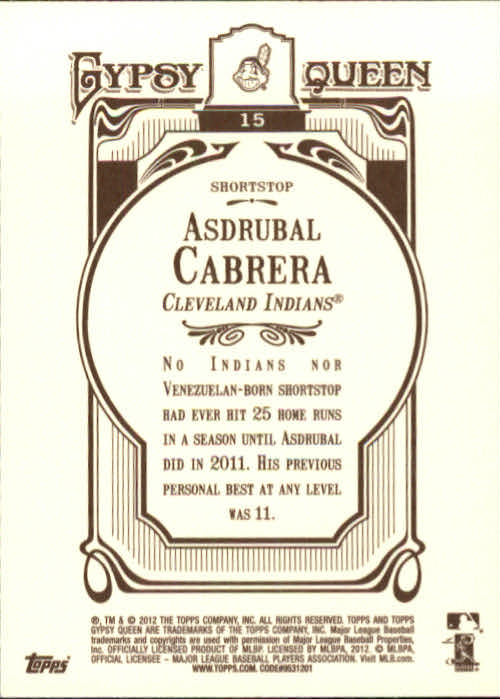 GYPSY QUEEN
15
SHORTSTOP
ASDRUBAL
CABRERA
CLEVELAND INDIANS®
NO INDIANS NOR
VENEZUELAN-BORN SHORTSTOP
HAD EVER HIT 25 HOME RUNS
IN A SEASON UNTIL ASDRUBAL
DID IN 2011. HIS PREVIOUS
PERSONAL BEST AT ANY LEVEL
WAS 11.
®, TM & © 2012 THE TOPPS COMPANY, INC. ALL RIGHTS RESERVED. TOPPS AND TOPPS
GYPSY QUEEN ARE TRADEMARKS OF THE TOPPS COMPANY, INC. Major League Baseball
trademarks and copyrights are used with permission of Major League Baseball Properties,
Inc. OFFICIALLY LICENSED PRODUCT OF MLBP. LICENSED BY MLBPA, 2012. © MLBPA,
OFFICIAL LICENSEE – MAJOR LEAGUE BASEBALL PLAYERS ASSOCIATION. Visit MLB.com.
WWW.TOPPS.COM. CODE#9531201
topps